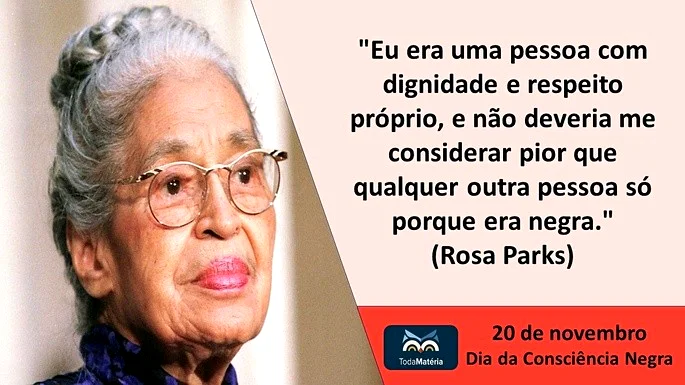 "Eu era uma pessoa com
dignidade e respeito
próprio, e não deveria me
considerar pior que
qualquer outra pessoa só
porque era negra."
(Rosa Parks)
TodaMatéria
20 de novembro
Dia da Consciência Negra